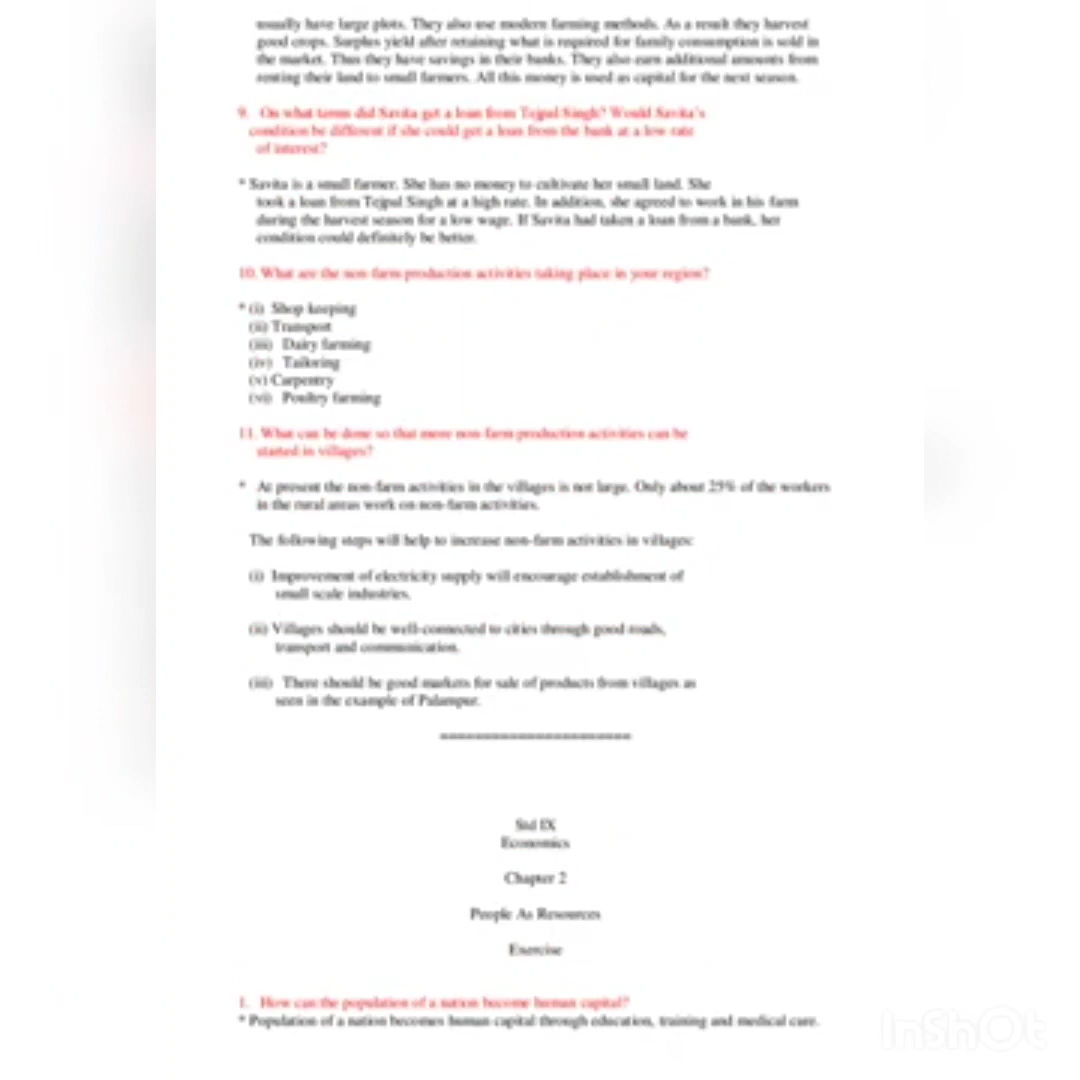 usually have large plots. They also use modern farming methods. As a result they harvest
good crops. Surplus yield after retaining what is required for family consumption is sold in
the market. Thus they have savings in their banks. They also earn additional amounts from
renting their land to small farmers. All this money is used as capital for the next season.
9. On what terms did Savita get a loan from Tejpal Singh? Would Savita's
condition be different if she could get a loan from the bank at a low rate
of interest?
* Savita is a small farmer. She has no money to cultivate her small land. She
took a loan from Tejpal Singh at a high rate. In addition, she agreed to work in his farm
during the harvest season for a low wage. If Savita had taken a loan from a bank, her
condition could definitely be better.
10. What are the non-farm production activities taking place in your region?
* (i) Shop keeping
(ii) Transport
(iii) Dairy farming
(iv) Tailoring
(v) Carpentry
(vi) Poultry farming
11. What can be done so that more non-farm production activities can be
started in villages?
* At present the non-farm activities in the villages is not large. Only about 25% of the workers
in the rural areas work on non-farm activities.
The following steps will help to increase non-farm activities in villages:
(i) Improvement of electricity supply will encourage establishment of
small scale industries.
(ii) Villages should be well-connected to cities through good roads,
transport and communication.
(iii) There should be good markets for sale of products from villages as
seen in the example of Palampur.
Std IX
Economics
Chapter 2
People As Resources
Exercise
1. How can the population of a nation become human capital?
* Population of a nation becomes human capital through education, training and medical care.
InShOt